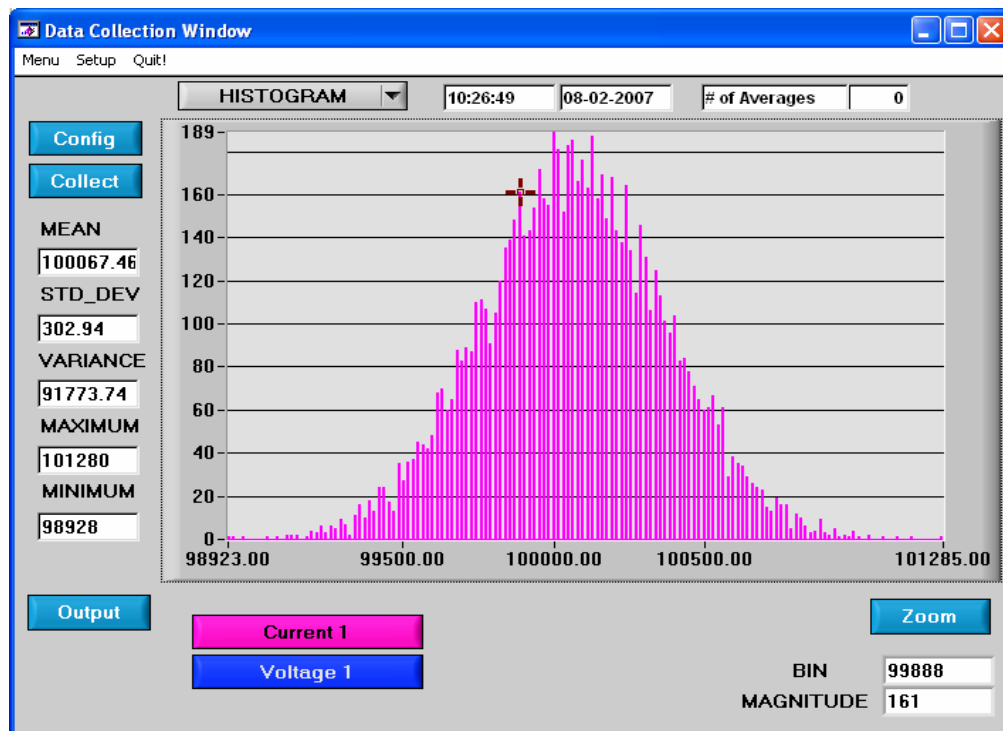 Data Collection Window
Menu Setup Quit!
HISTOGRAM 10:26:49 08-02-2007 # of Averages 0
Config
Collect
MEAN
100067.46
STD_DEV
302.94
VARIANCE
91773.74
MAXIMUM
101280
MINIMUM
98928
189
160
140
120
100
80
60
40
20
0
98923.00 99500.00 100000.00 100500.00 101285.00
Output
Current 1
Voltage 1
Zoom
BIN 99888
MAGNITUDE 161